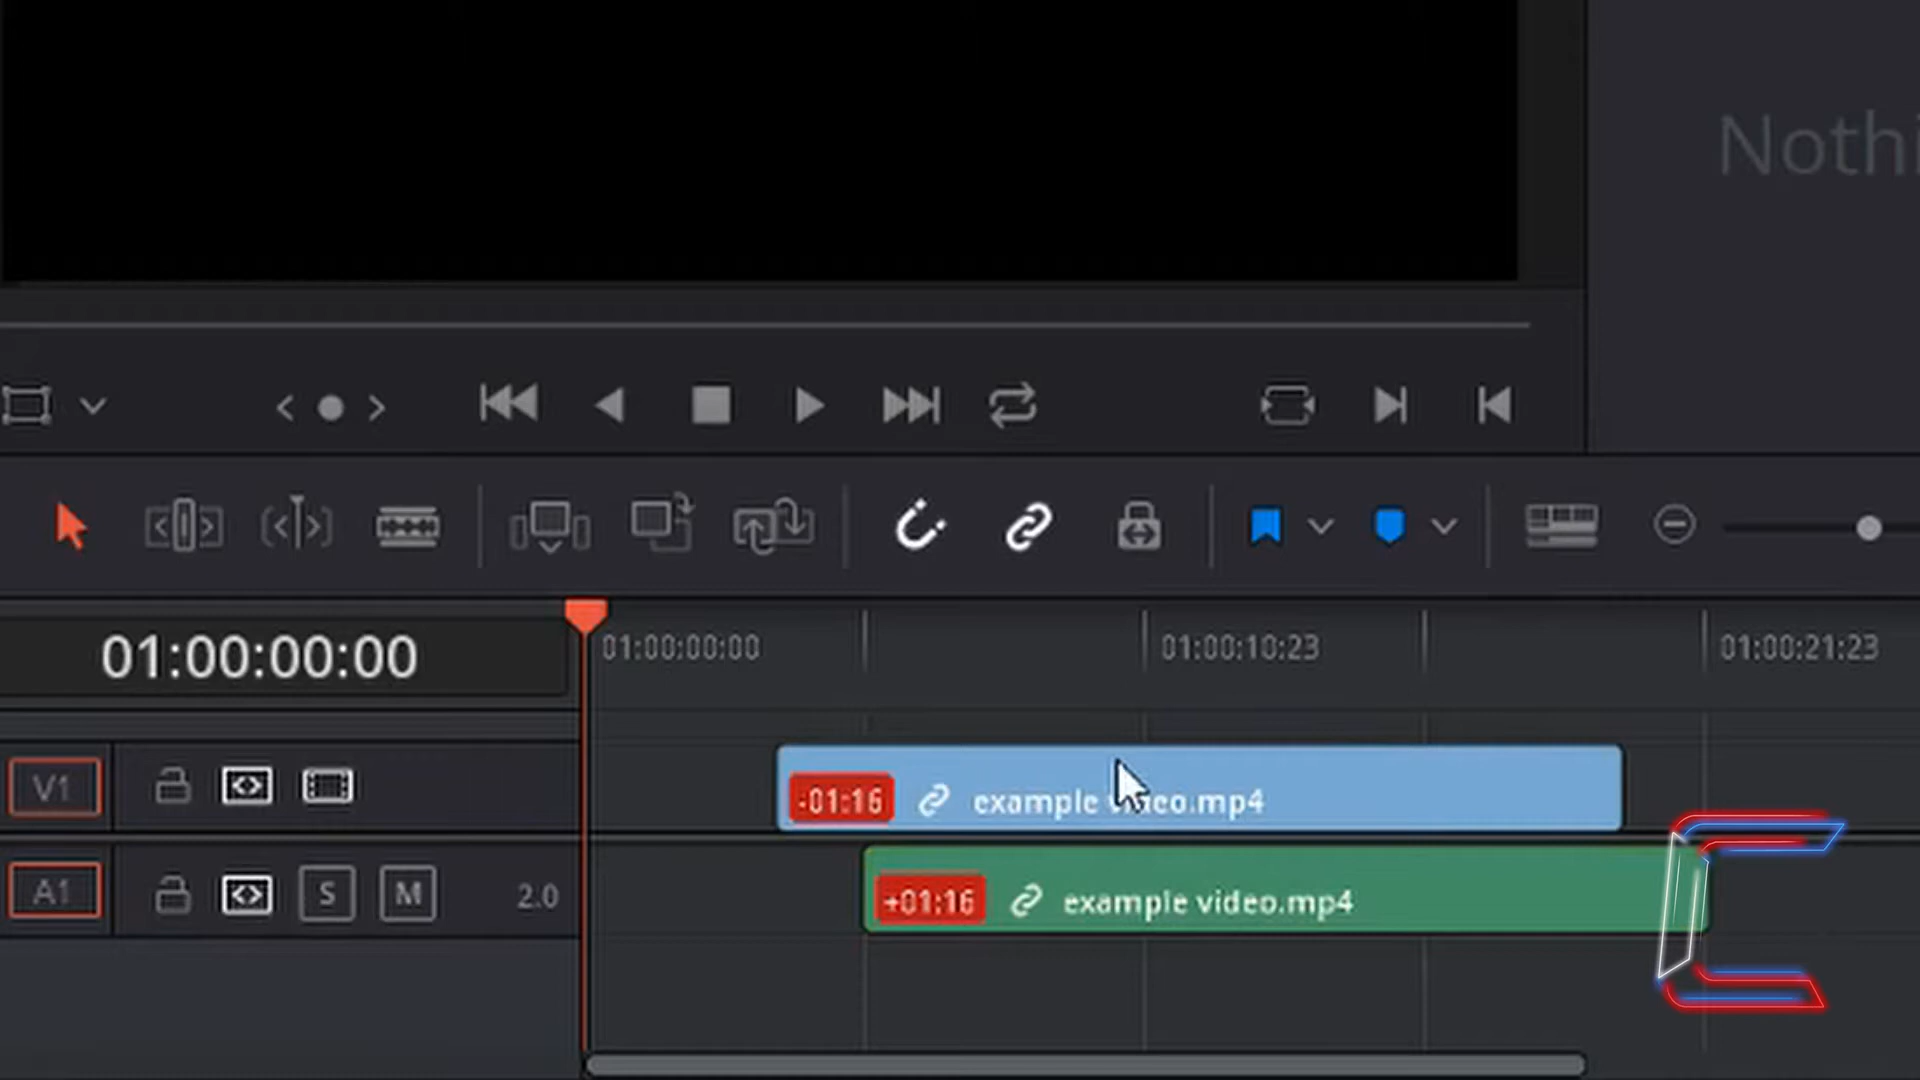 Nothi
01:00:00:00
01:00:00:00
01:00:10:23
01:00:21:23
V1
-01:16
example video.mp4
A1
S
M
2.0
+01:16
example video.mp4